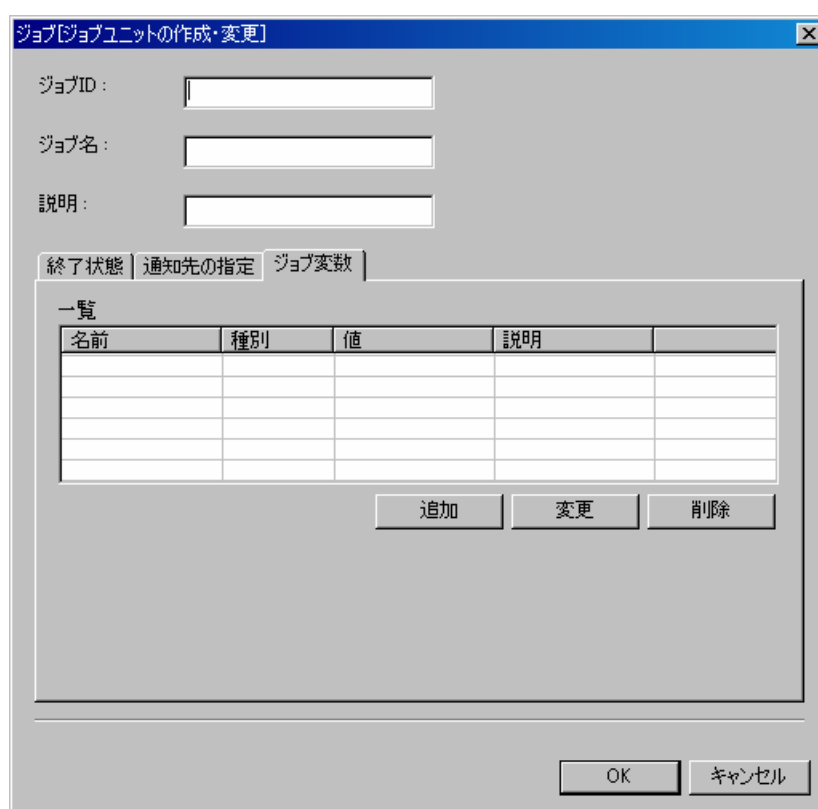 ジョブ[ジョブユニットの作成・変更]
ジョブID：
ジョブ名：
説明：
終了状態 通知先の指定 ジョブ変数
一覧
名前 種別 値 説明
追加 変更 削除
OK キャンセル